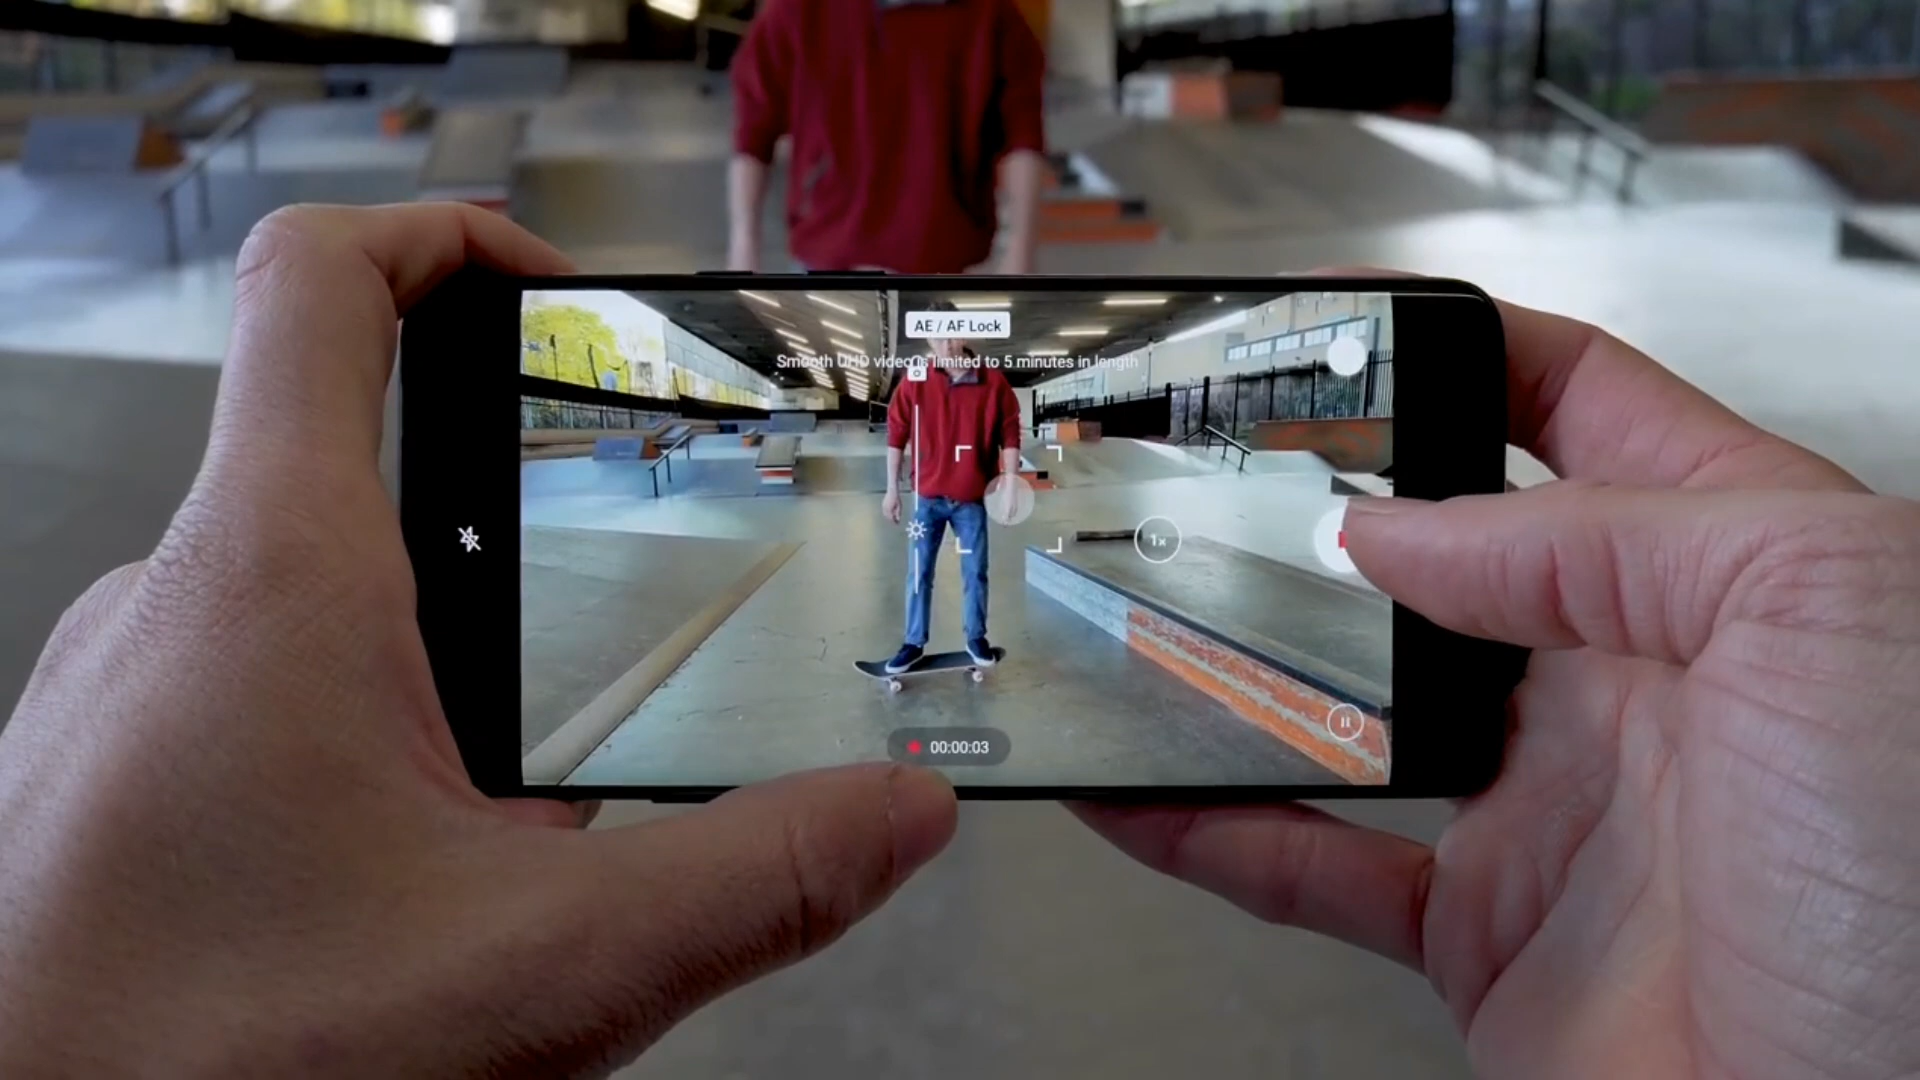 AE / AF Lock
Smooth UHD video is limited to 5 minutes in length
1x
00:00:03